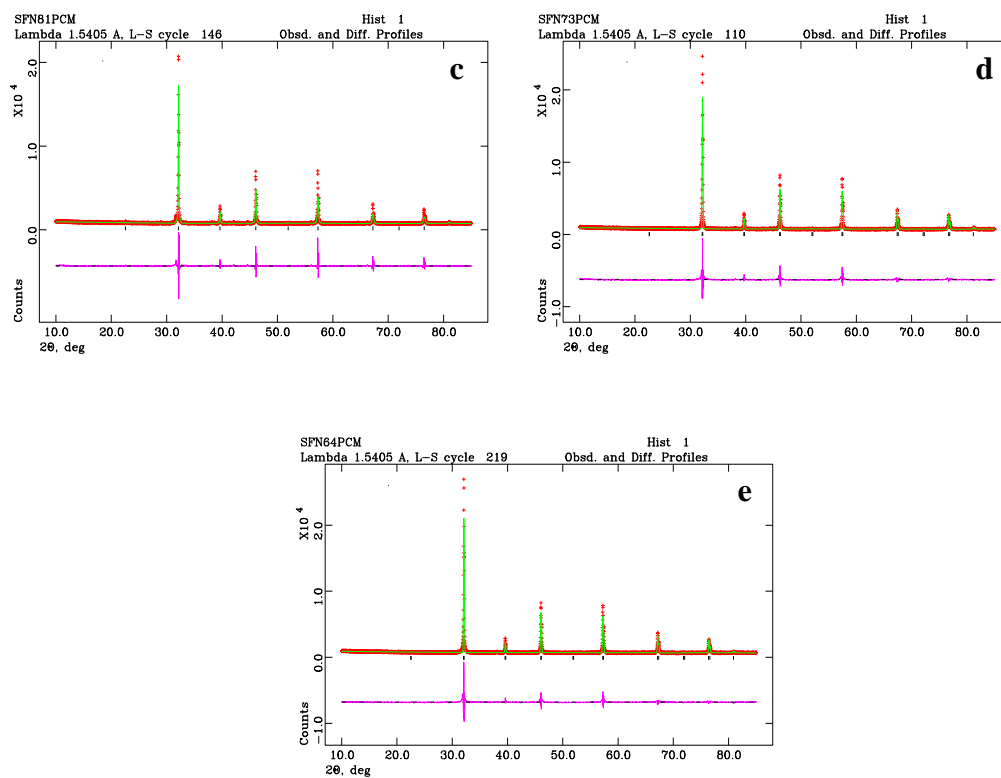 SFN81PCM Hist 1
Lambda 1.5405 A, L-S cycle 146 Obsd. and Diff. Profiles
c
X10 4
2.0
1.0
0.0
Counts
10.0 20.0 30.0 40.0 50.0 60.0 70.0 80.0
2Θ, deg
SFN73PCM Hist 1
Lambda 1.5405 A, L-S cycle 110 Obsd. and Diff. Profiles
d
X10 4
2.0
1.0
0.0
-1.0
Counts
10.0 20.0 30.0 40.0 50.0 60.0 70.0 80.0
2Θ, deg
SFN64PCM Hist 1
Lambda 1.5405 A, L-S cycle 219 Obsd. and Diff. Profiles
e
X10 4
2.0
1.0
0.0
-1.0
Counts
10.0 20.0 30.0 40.0 50.0 60.0 70.0 80.0
2Θ, deg